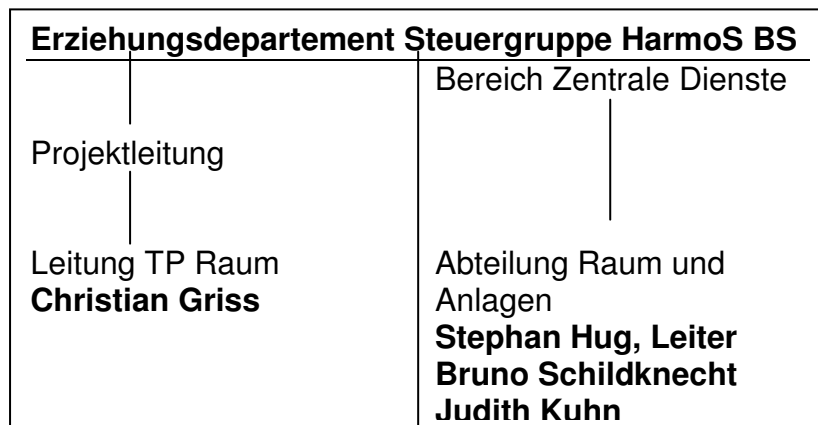 Erziehungsdepartement Steuergruppe HarmoS BS
Bereich Zentrale Dienste
Projektleitung
Leitung TP Raum
Christian Griss
Abteilung Raum und
Anlagen
Stephan Hug, Leiter
Bruno Schildknecht
Judith Kuhn